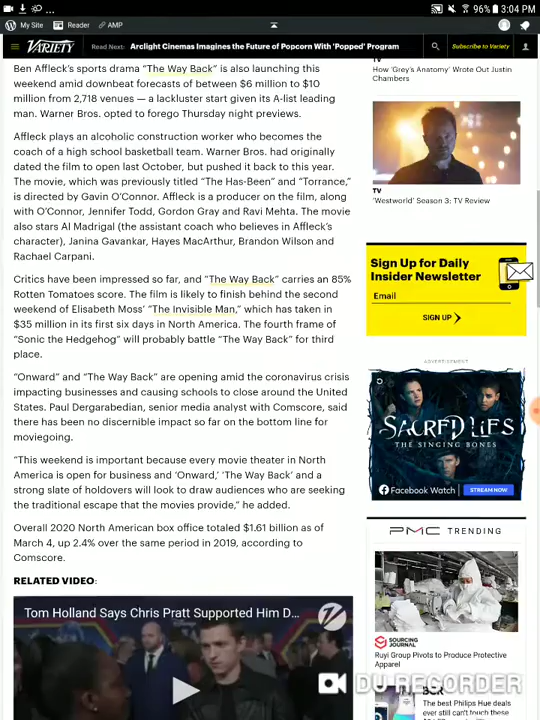 96% 3:04 PM
My Site Reader AMP
VARIETY Read Next: Arclight Cinemas Imagines the Future of Popcorn With 'Popped' Program Subscribe to Variety
Ben Affleck's sports drama "The Way Back" is also launching this
weekend amid downbeat forecasts of between $6 million to $10
million from 2,718 venues — a lackluster start given its A-list leading
man. Warner Bros. opted to forego Thursday night previews.
Affleck plays an alcoholic construction worker who becomes the
coach of a high school basketball team. Warner Bros. had originally
dated the film to open last October, but pushed it back to this year.
The movie, which was previously titled "The Has-Been" and "Torrance,"
is directed by Gavin O'Connor. Affleck is a producer on the film, along
with O'Connor, Jennifer Todd, Gordon Gray and Ravi Mehta. The movie
also stars Al Madrigal (the assistant coach who believes in Affleck's
character), Janina Gavankar, Hayes MacArthur, Brandon Wilson and
Rachael Carpani.
Critics have been impressed so far, and "The Way Back" carries an 85%
Rotten Tomatoes score. The film is likely to finish behind the second
weekend of Elisabeth Moss' "The Invisible Man," which has taken in
$35 million in its first six days in North America. The fourth frame of
"Sonic the Hedgehog" will probably battle "The Way Back" for third
place.
"Onward" and "The Way Back" are opening amid the coronavirus crisis
impacting businesses and causing schools to close around the United
States. Paul Dergarabedian, senior media analyst with Comscore, said
there has been no discernible impact so far on the bottom line for
moviegoing.
"This weekend is important because every movie theater in North
America is open for business and 'Onward,' 'The Way Back' and a
strong slate of holdovers will look to draw audiences who are seeking
the traditional escape that the movies provide," he added.
Overall 2020 North American box office totaled $1.61 billion as of
March 4, up 2.4% over the same period in 2019, according to
Comscore.
RELATED VIDEO:
Tom Holland Says Chris Pratt Supported Him D...
TV
How 'Grey's Anatomy' Wrote Out Justin
Chambers
TV
'Westworld' Season 3: TV Review
Sign Up for Daily
Insider Newsletter
Email
SIGN UP
ADVERTISEMENT
SACRED LIES
THE SINGING BONES
Facebook Watch STREAM NOW
PMC TRENDING
SOURCING
JOURNAL
Ruyi Group Pivots to Produce Protective
Apparel
DU RECORDER
BGR
The best Philips Hue deals